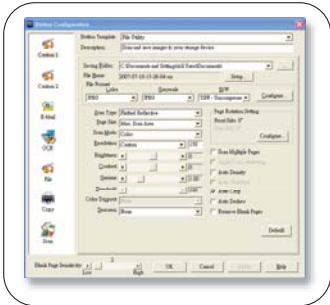 Button Configuration
Button Template: File Utility
Description: Scan and save images to your storage device.
Custom 1
Custom 2
E-Mail
OCR
File
Copy
Scan
Saving Folder: C:\Documents and Settings\All Users\Documents\
File Name: Setup...
File Format
Color Grayscale B/W
JPEG JPEG TIFF - Uncompressed Configure...
Scan Type: Flatbed Reflective
Page Size: Max. Scan Area
Scan Mode: Color
Resolution: Custom 150
Brightness:
Contrast:
Gamma:
Threshold:
Color Dropout:
Descreen: None
Page Rotation Setting
Front Side: 0°
Configure...
Scan Multiple Pages
Auto Density
Auto Crop
Auto Deskew
Remove Blank Pages
Default
Blank Page Sensitivity:
Low High
OK Cancel Apply Help